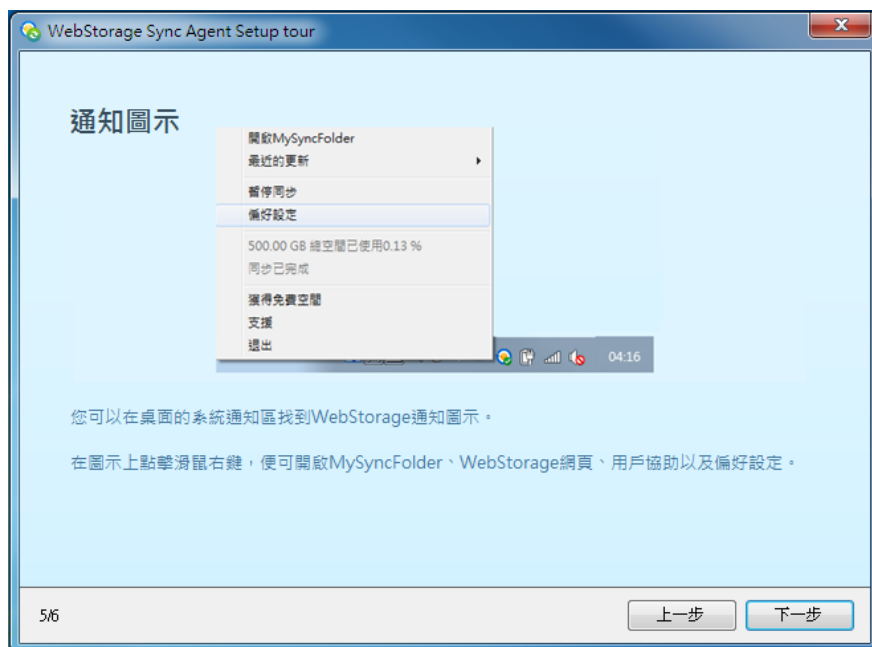 WebStorage Sync Agent Setup tour
通知圖示
開啟MySyncFolder
最近的更新
暫停同步
偏好設定
500.00 GB 總空間已使用0.13 %
同步已完成
獲得免費空間
支援
退出
04:16
您可以在桌面的系統通知區找到WebStorage通知圖示。
在圖示上點擊滑鼠右鍵，便可開啟MySyncFolder、WebStorage網頁、用戶協助以及偏好設定。
5/6
上一步
下一步